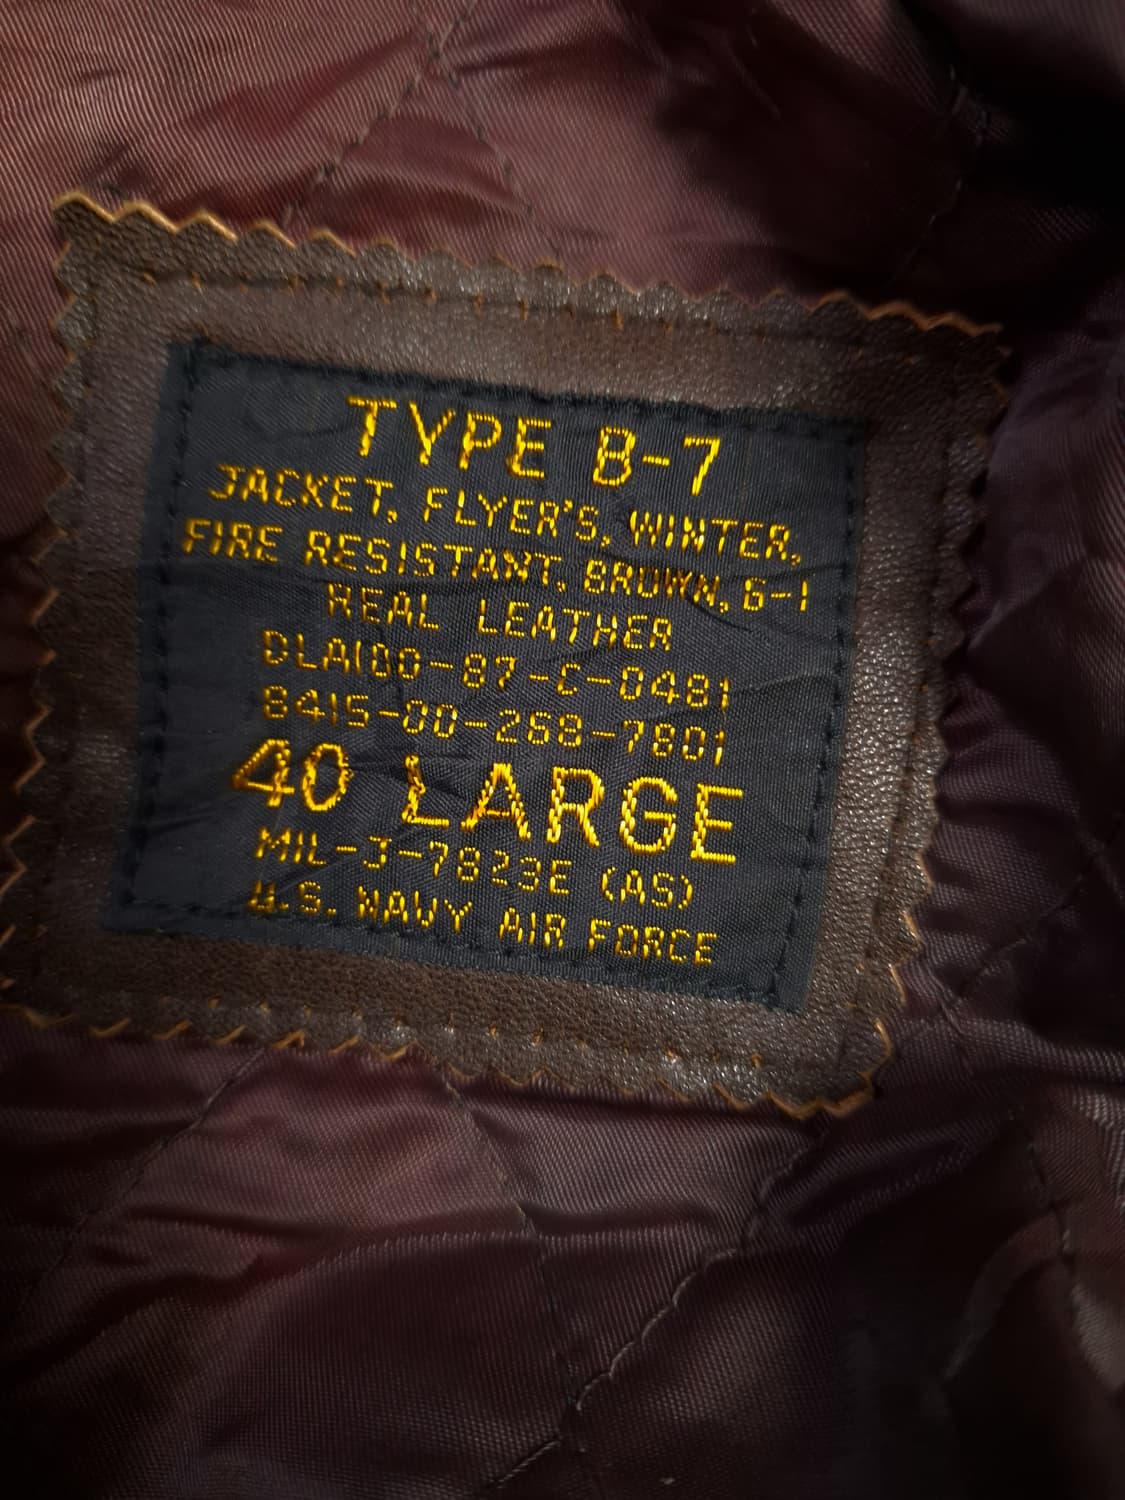 TYPE B-7
JACKET, FLYER'S, WINTER,
FIRE RESISTANT, BROWN, G-1
REAL LEATHER
DLA100-87-C-0481
8415-00-268-7801
40 LARGE
MIL-J-7823E (AS)
U.S. NAVY AIR FORCE